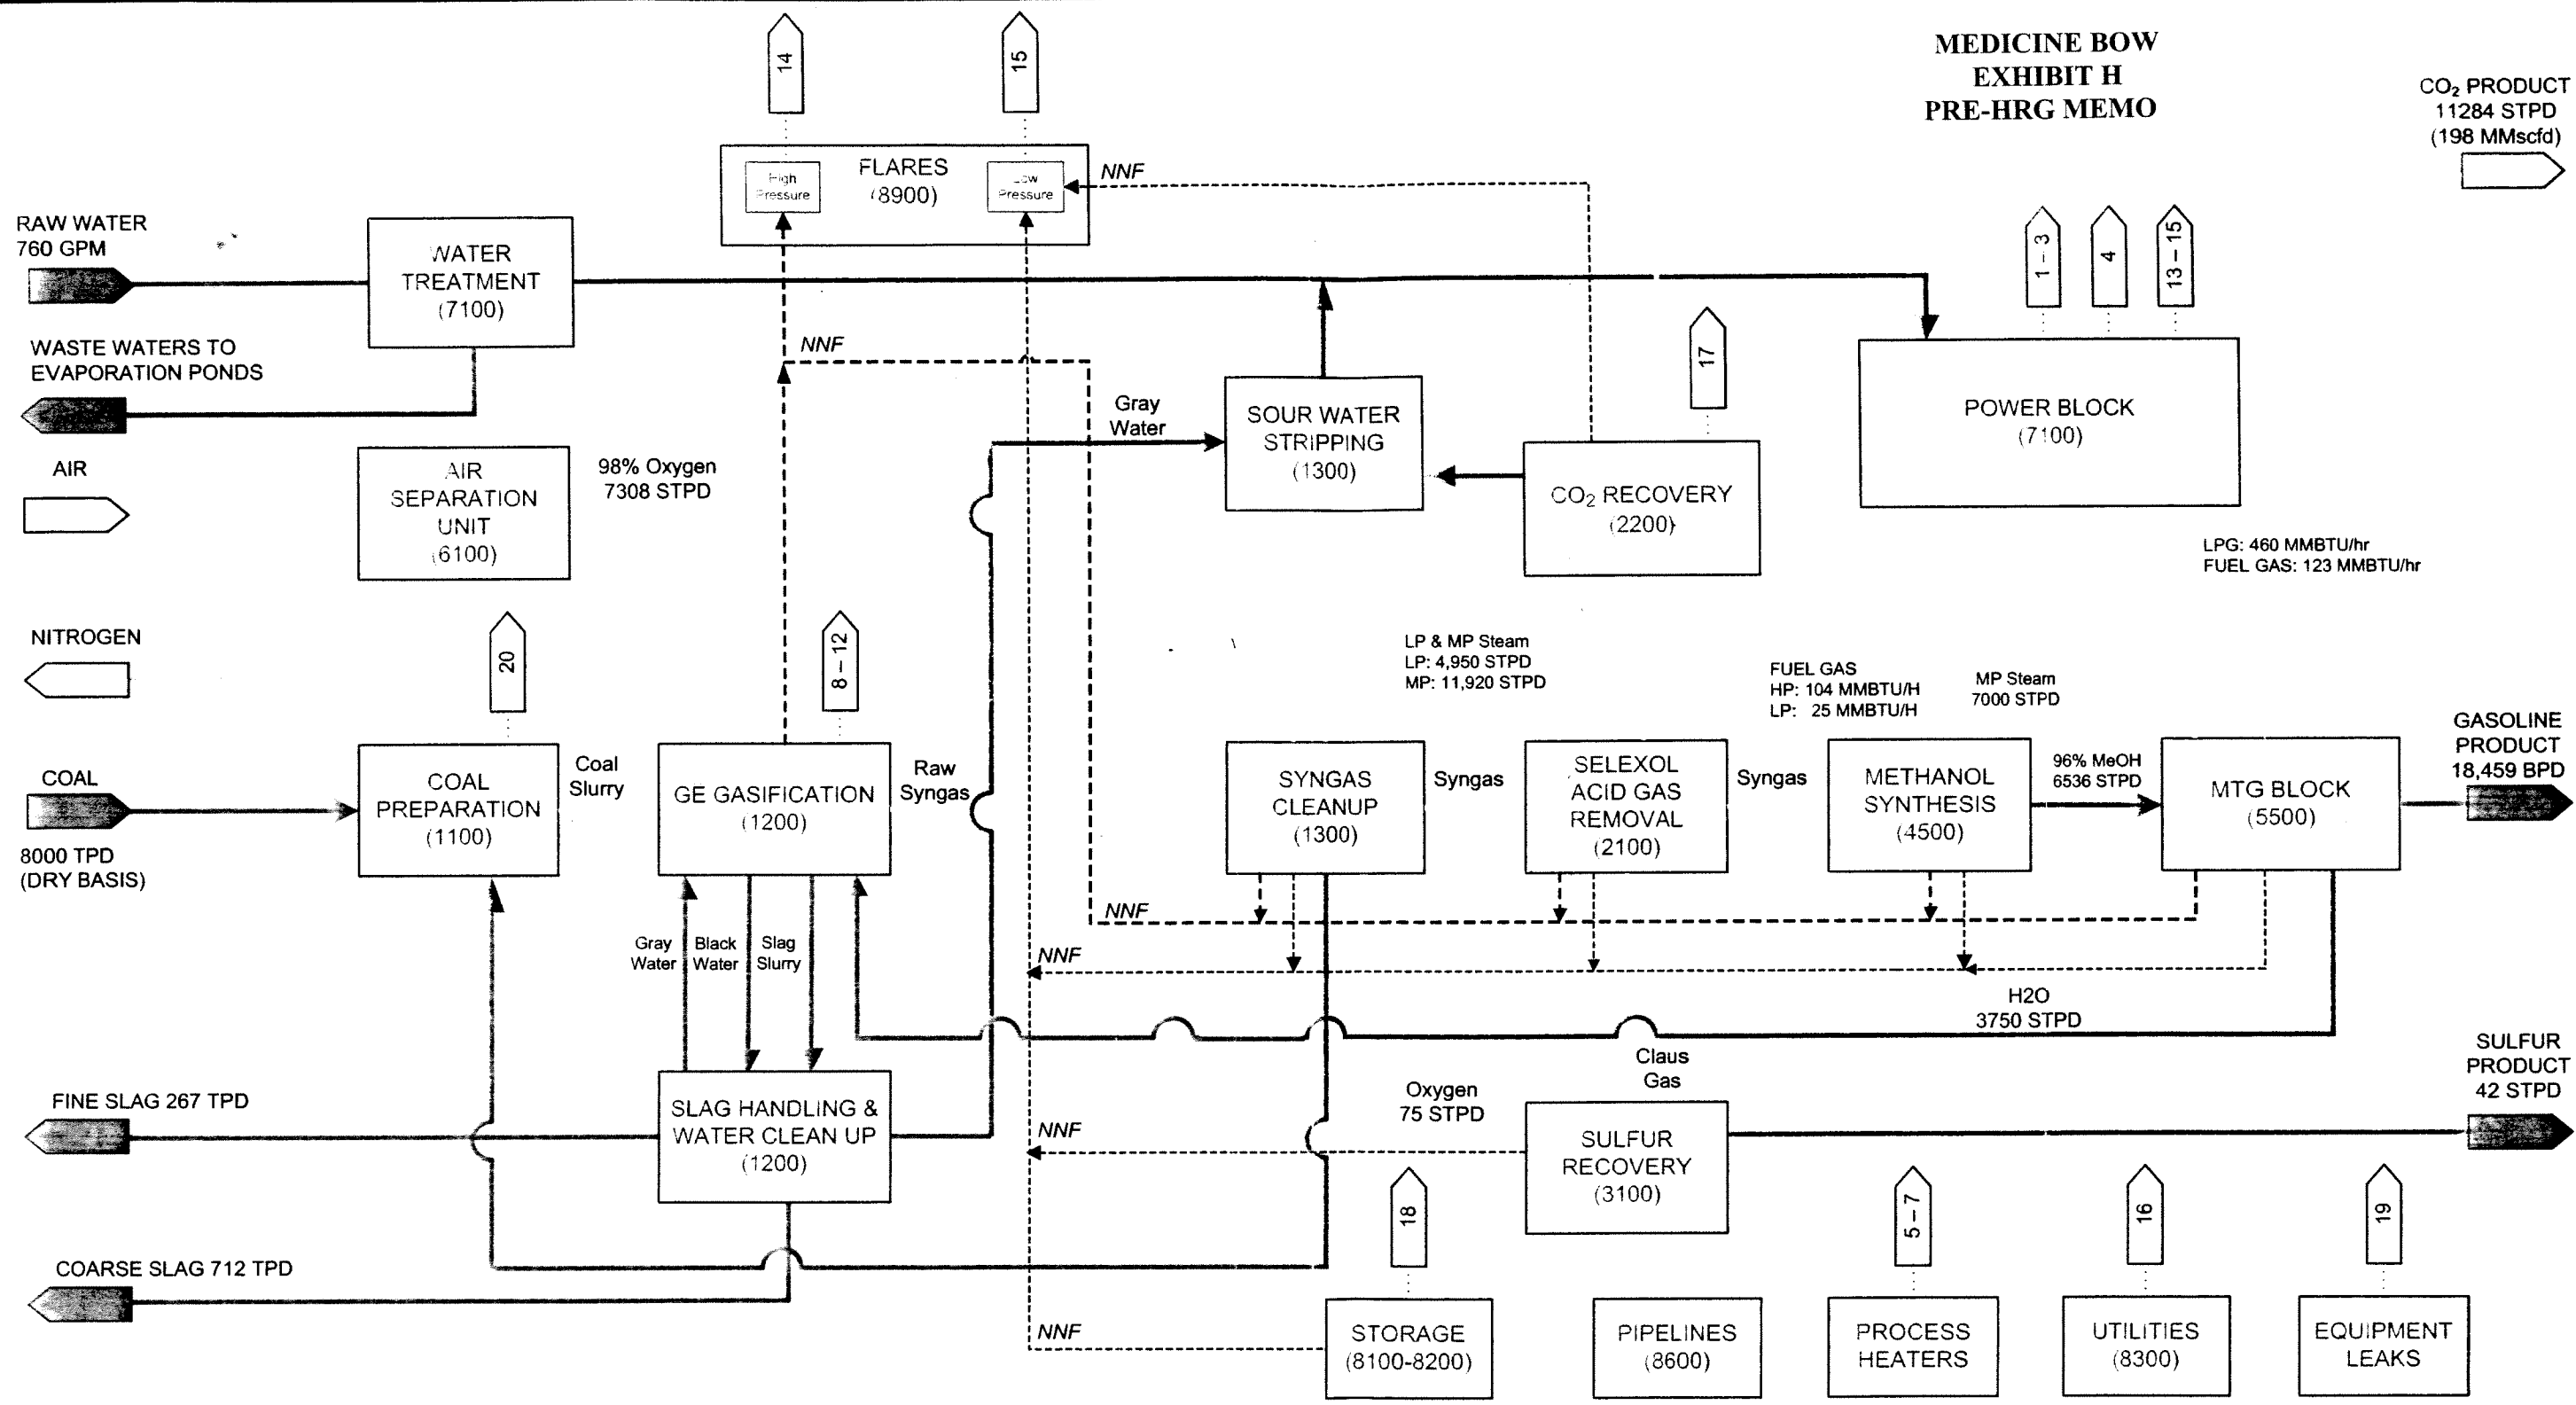 MEDICINE BOW
EXHIBIT H
PRE-HRG MEMO
CO₂ PRODUCT
11284 STPD
(198 MMscfd)
14
15
FLARES
(8900)
High
Pressure
Low
Pressure
NNF
RAW WATER
760 GPM
WATER
TREATMENT
(7100)
1 – 3
4
13 – 15
WASTE WATERS TO
EVAPORATION PONDS
NNF
17
Gray
Water
SOUR WATER
STRIPPING
(1300)
POWER BLOCK
(7100)
AIR
AIR
SEPARATION
UNIT
(6100)
98% Oxygen
7308 STPD
CO₂ RECOVERY
(2200)
LPG: 460 MMBTU/hr
FUEL GAS: 123 MMBTU/hr
NITROGEN
20
8 – 12
LP & MP Steam
LP: 4,950 STPD
MP: 11,920 STPD
FUEL GAS
HP: 104 MMBTU/H
LP: 25 MMBTU/H
MP Steam
7000 STPD
COAL
8000 TPD
(DRY BASIS)
COAL
PREPARATION
(1100)
Coal
Slurry
GE GASIFICATION
(1200)
Raw
Syngas
SYNGAS
CLEANUP
(1300)
Syngas
SELEXOL
ACID GAS
REMOVAL
(2100)
Syngas
METHANOL
SYNTHESIS
(4500)
96% MeOH
6536 STPD
MTG BLOCK
(5500)
GASOLINE
PRODUCT
18,459 BPD
NNF
Gray
Water
Black
Water
Slag
Slurry
NNF
H2O
3750 STPD
Claus
Gas
SULFUR
PRODUCT
42 STPD
FINE SLAG 267 TPD
SLAG HANDLING &
WATER CLEAN UP
(1200)
Oxygen
75 STPD
NNF
SULFUR
RECOVERY
(3100)
18
5 – 7
16
19
COARSE SLAG 712 TPD
NNF
STORAGE
(8100-8200)
PIPELINES
(8600)
PROCESS
HEATERS
UTILITIES
(8300)
EQUIPMENT
LEAKS